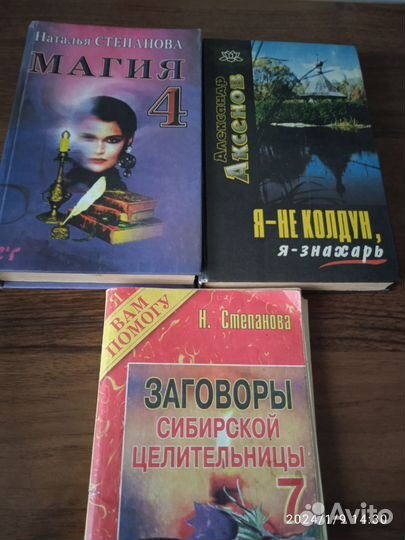 Наталья СТЕПАНОВА
МАГИЯ
4
Александр
Аксенов
Я-НЕ КОЛДУН,
я-знахарь
Я
ВАМ
ПОМОГУ
Н. Степанова
ЗАГОВОРЫ
СИБИРСКОЙ
ЦЕЛИТЕЛЬНИЦЫ
7
Avito
2024/1/9 14:30